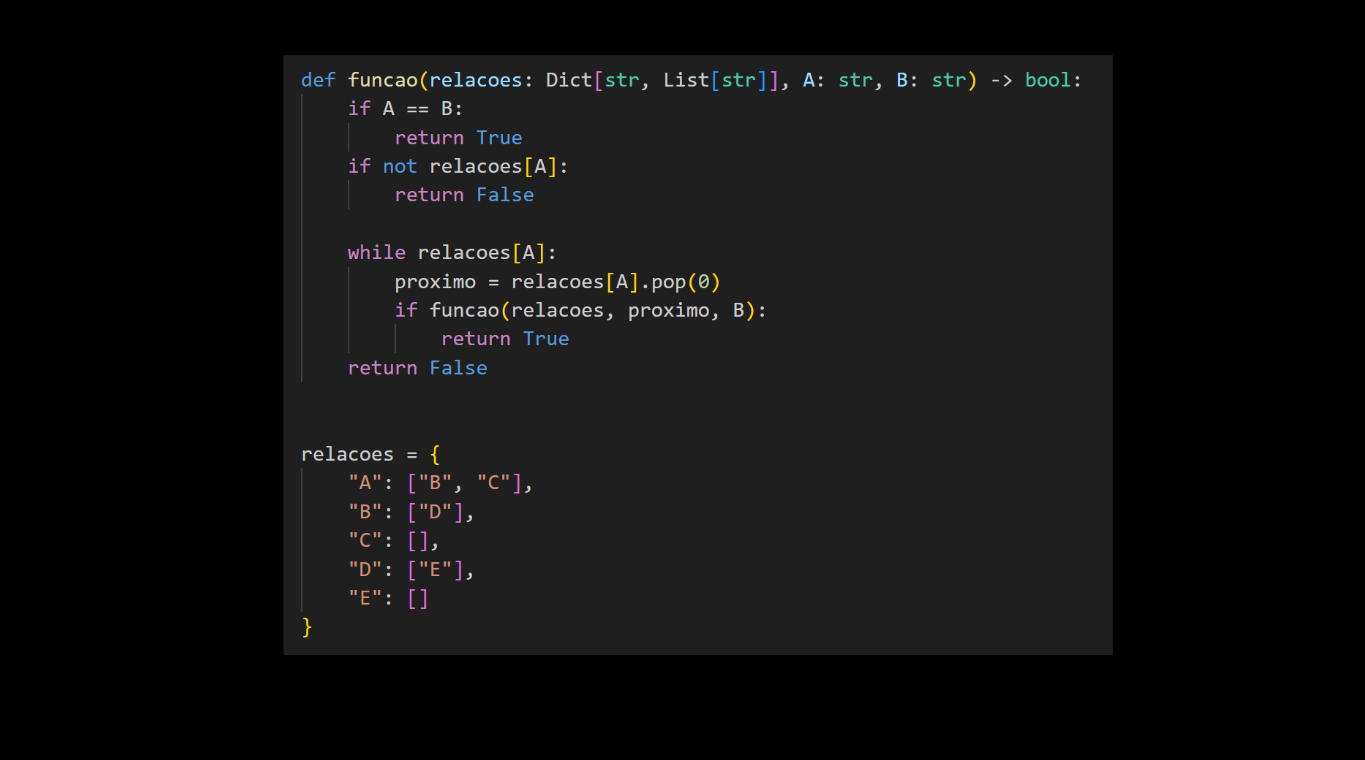 def funcao(relacoes: Dict[str, List[str]], A: str, B: str) -> bool:
    if A == B:
        return True
    if not relacoes[A]:
        return False

    while relacoes[A]:
        proximo = relacoes[A].pop(0)
        if funcao(relacoes, proximo, B):
            return True
    return False


relacoes = {
    "A": ["B", "C"],
    "B": ["D"],
    "C": [],
    "D": ["E"],
    "E": []
}